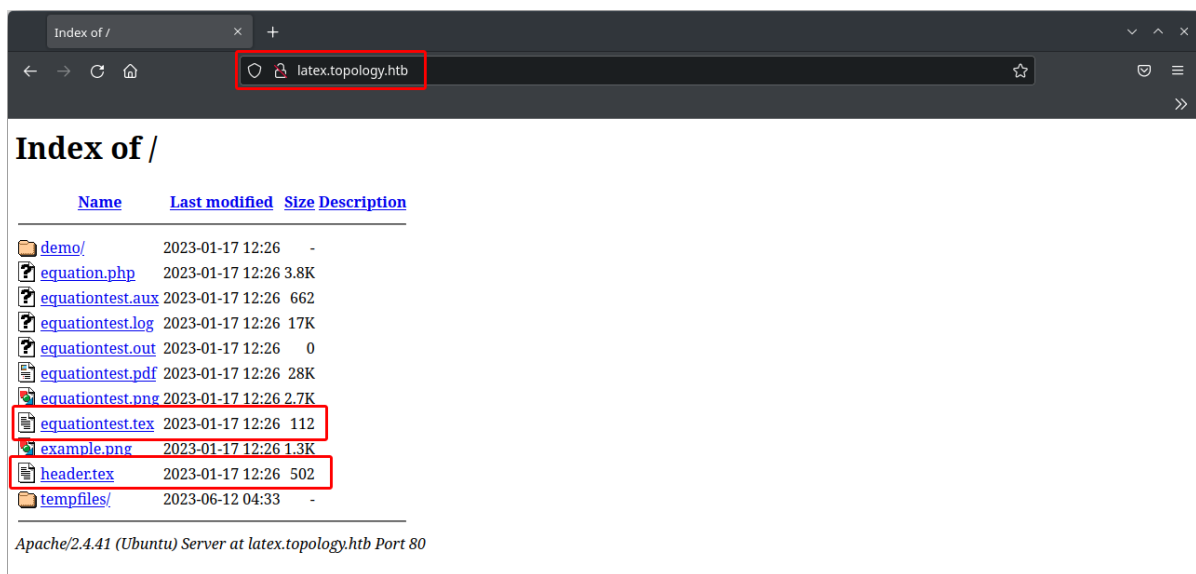 Index of /
latex.topology.htb
Index of /
Name Last modified Size Description
demo/ 2023-01-17 12:26 -
equation.php 2023-01-17 12:26 3.8K
equationtest.aux 2023-01-17 12:26 662
equationtest.log 2023-01-17 12:26 17K
equationtest.out 2023-01-17 12:26 0
equationtest.pdf 2023-01-17 12:26 28K
equationtest.png 2023-01-17 12:26 2.7K
equationtest.tex 2023-01-17 12:26 112
example.png 2023-01-17 12:26 1.3K
header.tex 2023-01-17 12:26 502
tempfiles/ 2023-06-12 04:33 -
Apache/2.4.41 (Ubuntu) Server at latex.topology.htb Port 80